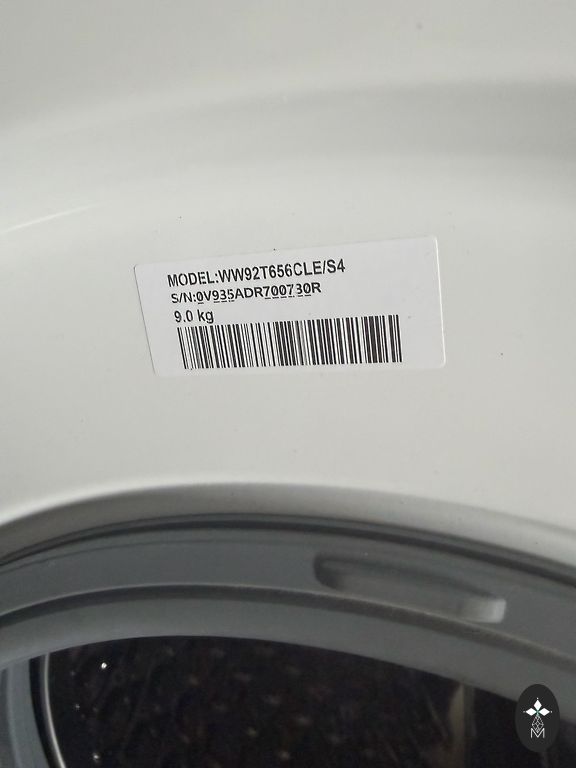 MODEL:WW92T656CLE/S4
S/N:0V935ADR700730R
9.0 kg
M